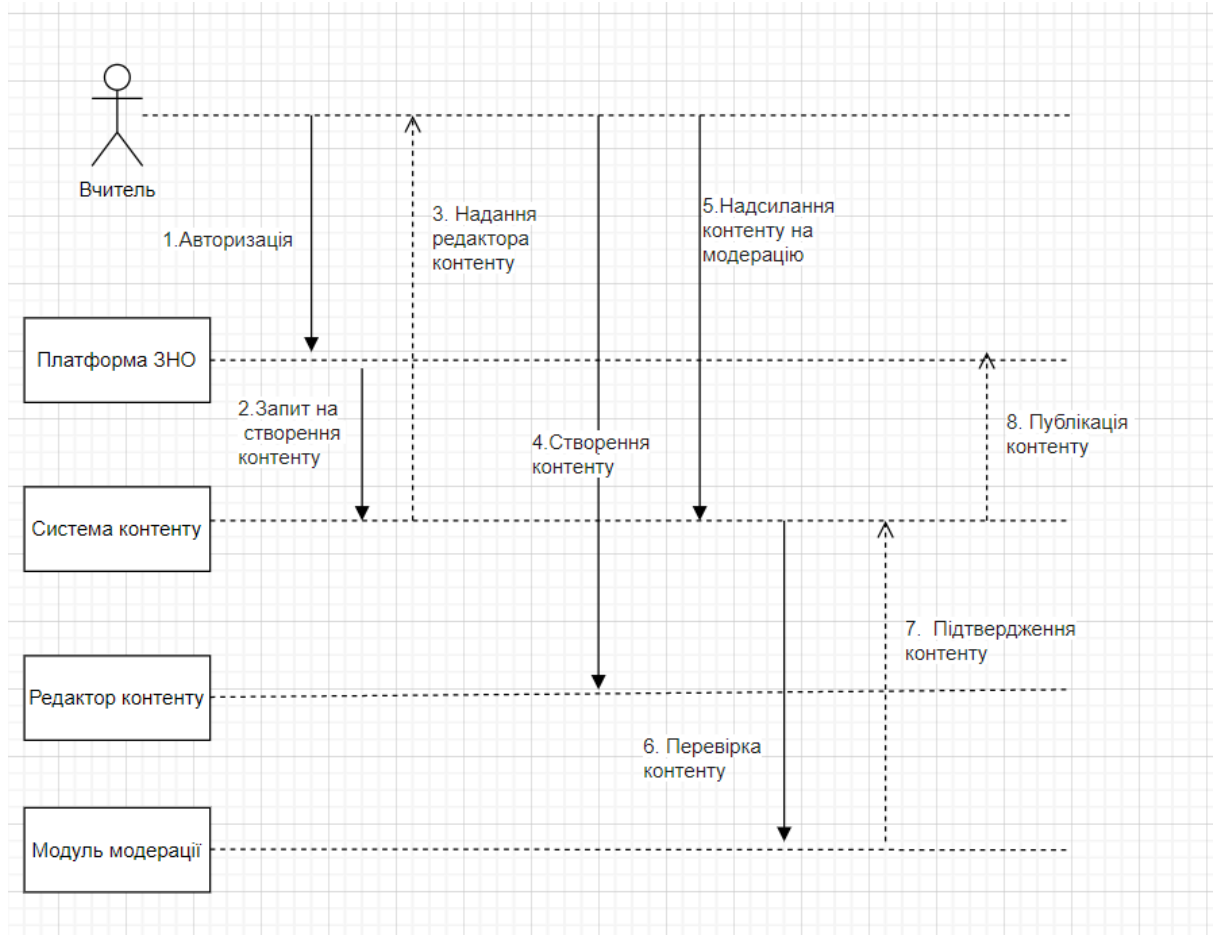 Вчитель
1.Авторизація
3. Надання
редактора
контенту
5.Надсилання
контенту на
модерацію
Платформа ЗНО
2.Запит на
створення
контенту
4.Створення
контенту
8. Публікація
контенту
Система контенту
7. Підтвердження
контенту
Редактор контенту
6. Перевірка
контенту
Модуль модерації